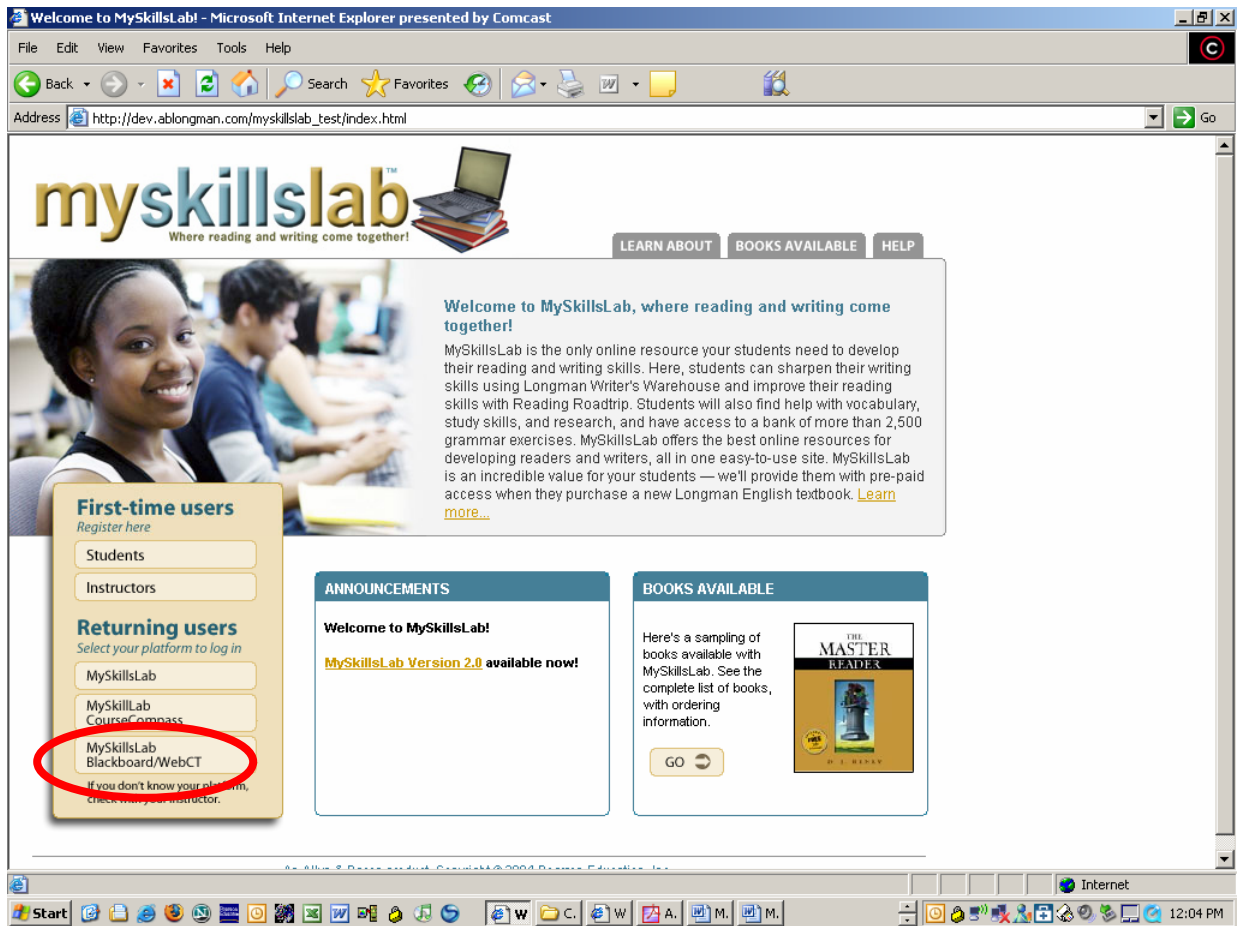 Welcome to MySkillsLab! - Microsoft Internet Explorer presented by Comcast
File Edit View Favorites Tools Help
Back Search Favorites
Address http://dev.ablongman.com/myskillslab_test/index.html Go
myskillslab™
Where reading and writing come together!
LEARN ABOUT BOOKS AVAILABLE HELP
Welcome to MySkillsLab, where reading and writing come
together!
MySkillsLab is the only online resource your students need to develop
their reading and writing skills. Here, students can sharpen their writing
skills using Longman Writer's Warehouse and improve their reading
skills with Reading Roadtrip. Students will also find help with vocabulary,
study skills, and research, and have access to a bank of more than 2,500
grammar exercises. MySkillsLab offers the best online resources for
developing readers and writers, all in one easy-to-use site. MySkillsLab
is an incredible value for your students — we'll provide them with pre-paid
access when they purchase a new Longman English textbook. Learn
more...
First-time users
Register here
Students
Instructors
Returning users
Select your platform to log in
MySkillsLab
MySkillLab
CourseCompass
MySkillsLab
Blackboard/WebCT
If you don't know your platform,
check with your instructor.
ANNOUNCEMENTS
Welcome to MySkillsLab!
MySkillsLab Version 2.0 available now!
BOOKS AVAILABLE
Here's a sampling of
books available with
MySkillsLab. See the
complete list of books,
with ordering
information.
GO
THE
MASTER
READER
Internet
Start W C. W A. M. M. 12:04 PM